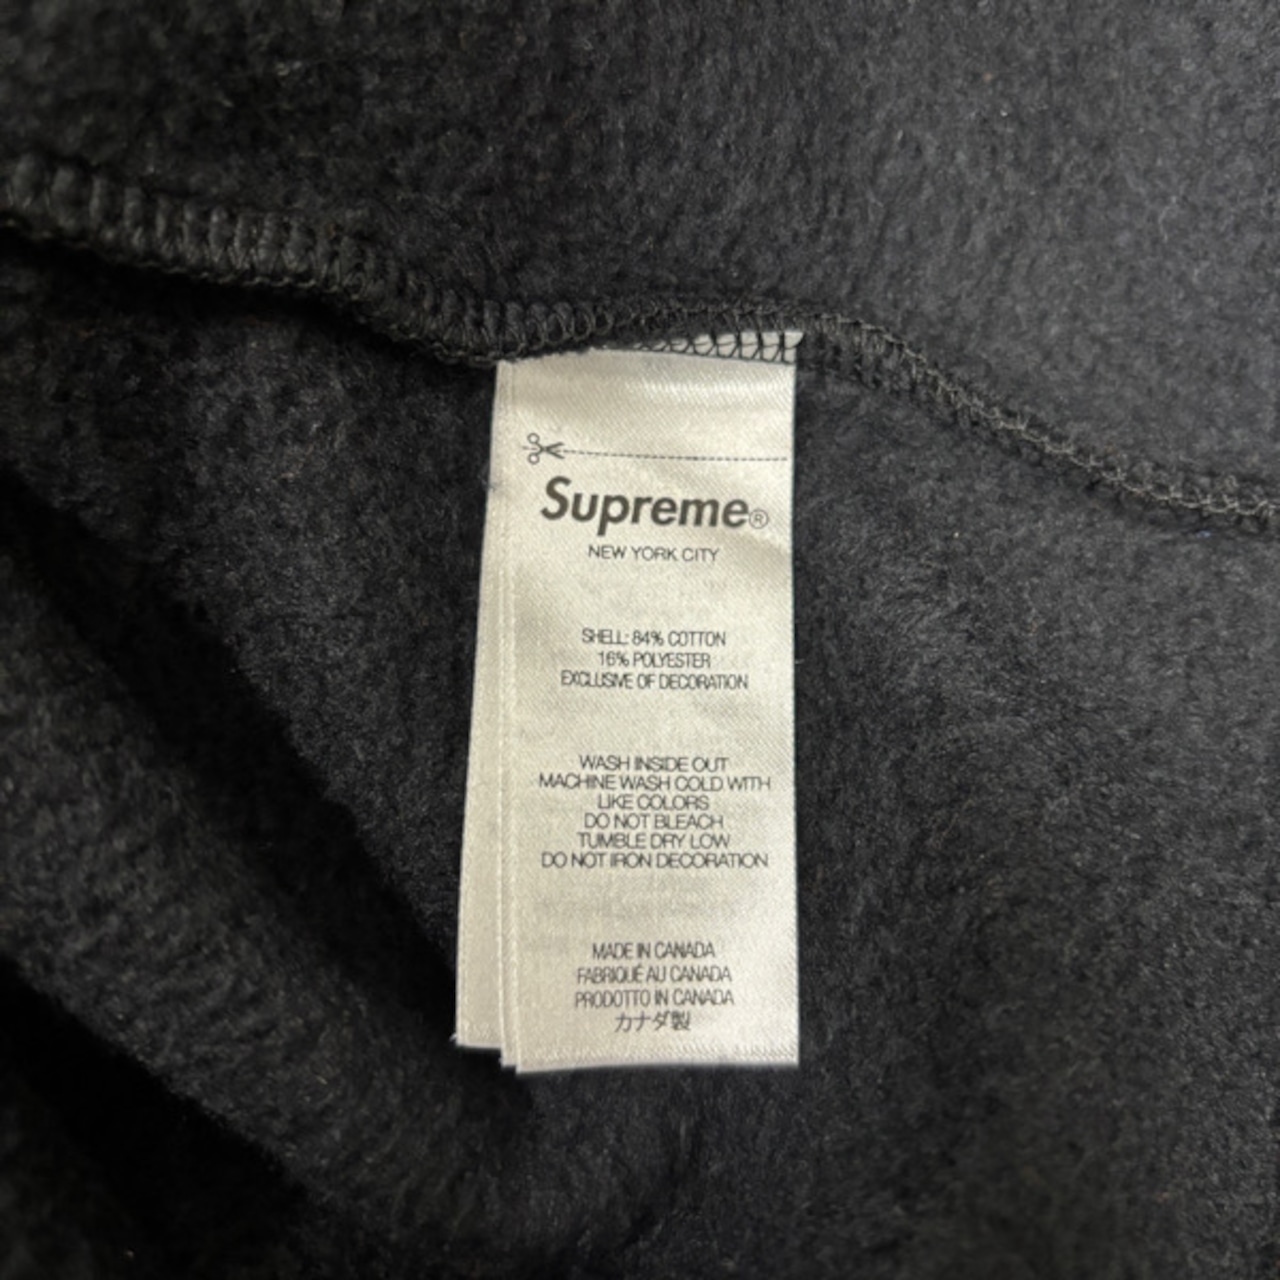 Supreme®
NEW YORK CITY
SHELL: 84% COTTON
16% POLYESTER
EXCLUSIVE OF DECORATION
WASH INSIDE OUT
MACHINE WASH COLD WITH
LIKE COLORS
DO NOT BLEACH
TUMBLE DRY LOW
DO NOT IRON DECORATION
MADE IN CANADA
FABRIQUÉ AU CANADA
PRODOTTO IN CANADA
カナダ製